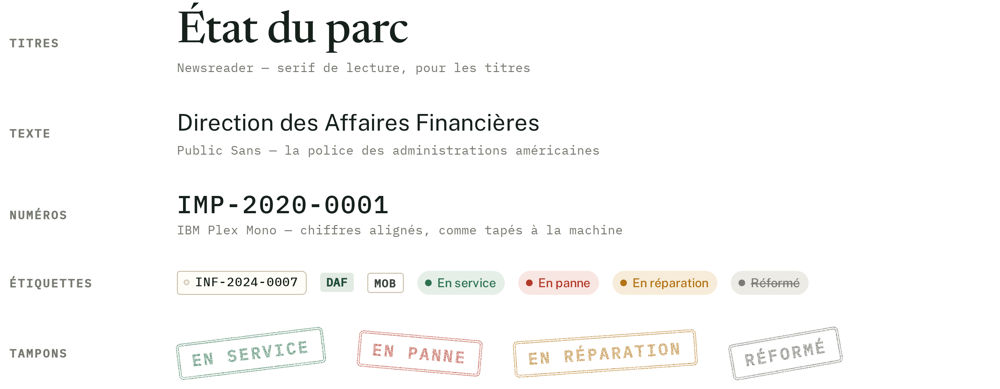 TITRES
État du parc
Newsreader — serif de lecture, pour les titres
TEXTE
Direction des Affaires Financières
Public Sans — la police des administrations américaines
NUMÉROS
IMP-2020-0001
IBM Plex Mono — chiffres alignés, comme tapés à la machine
ÉTIQUETTES
INF-2024-0007 DAF MOB En service En panne En réparation Réformé
TAMPONS
EN SERVICE EN PANNE EN RÉPARATION RÉFORMÉ